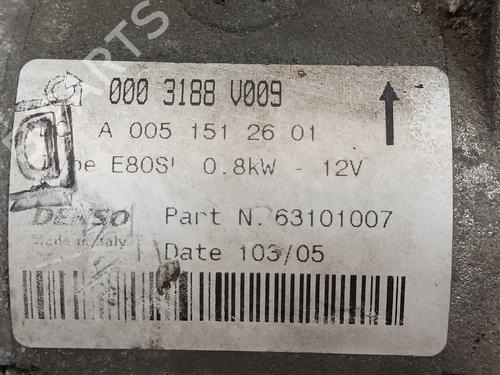 PARTS
000 3188 V009
A 005 151 26 01
E80S 0.8kW - 12V
DENSO Part N. 63101007
Made in Italy Date 103/05